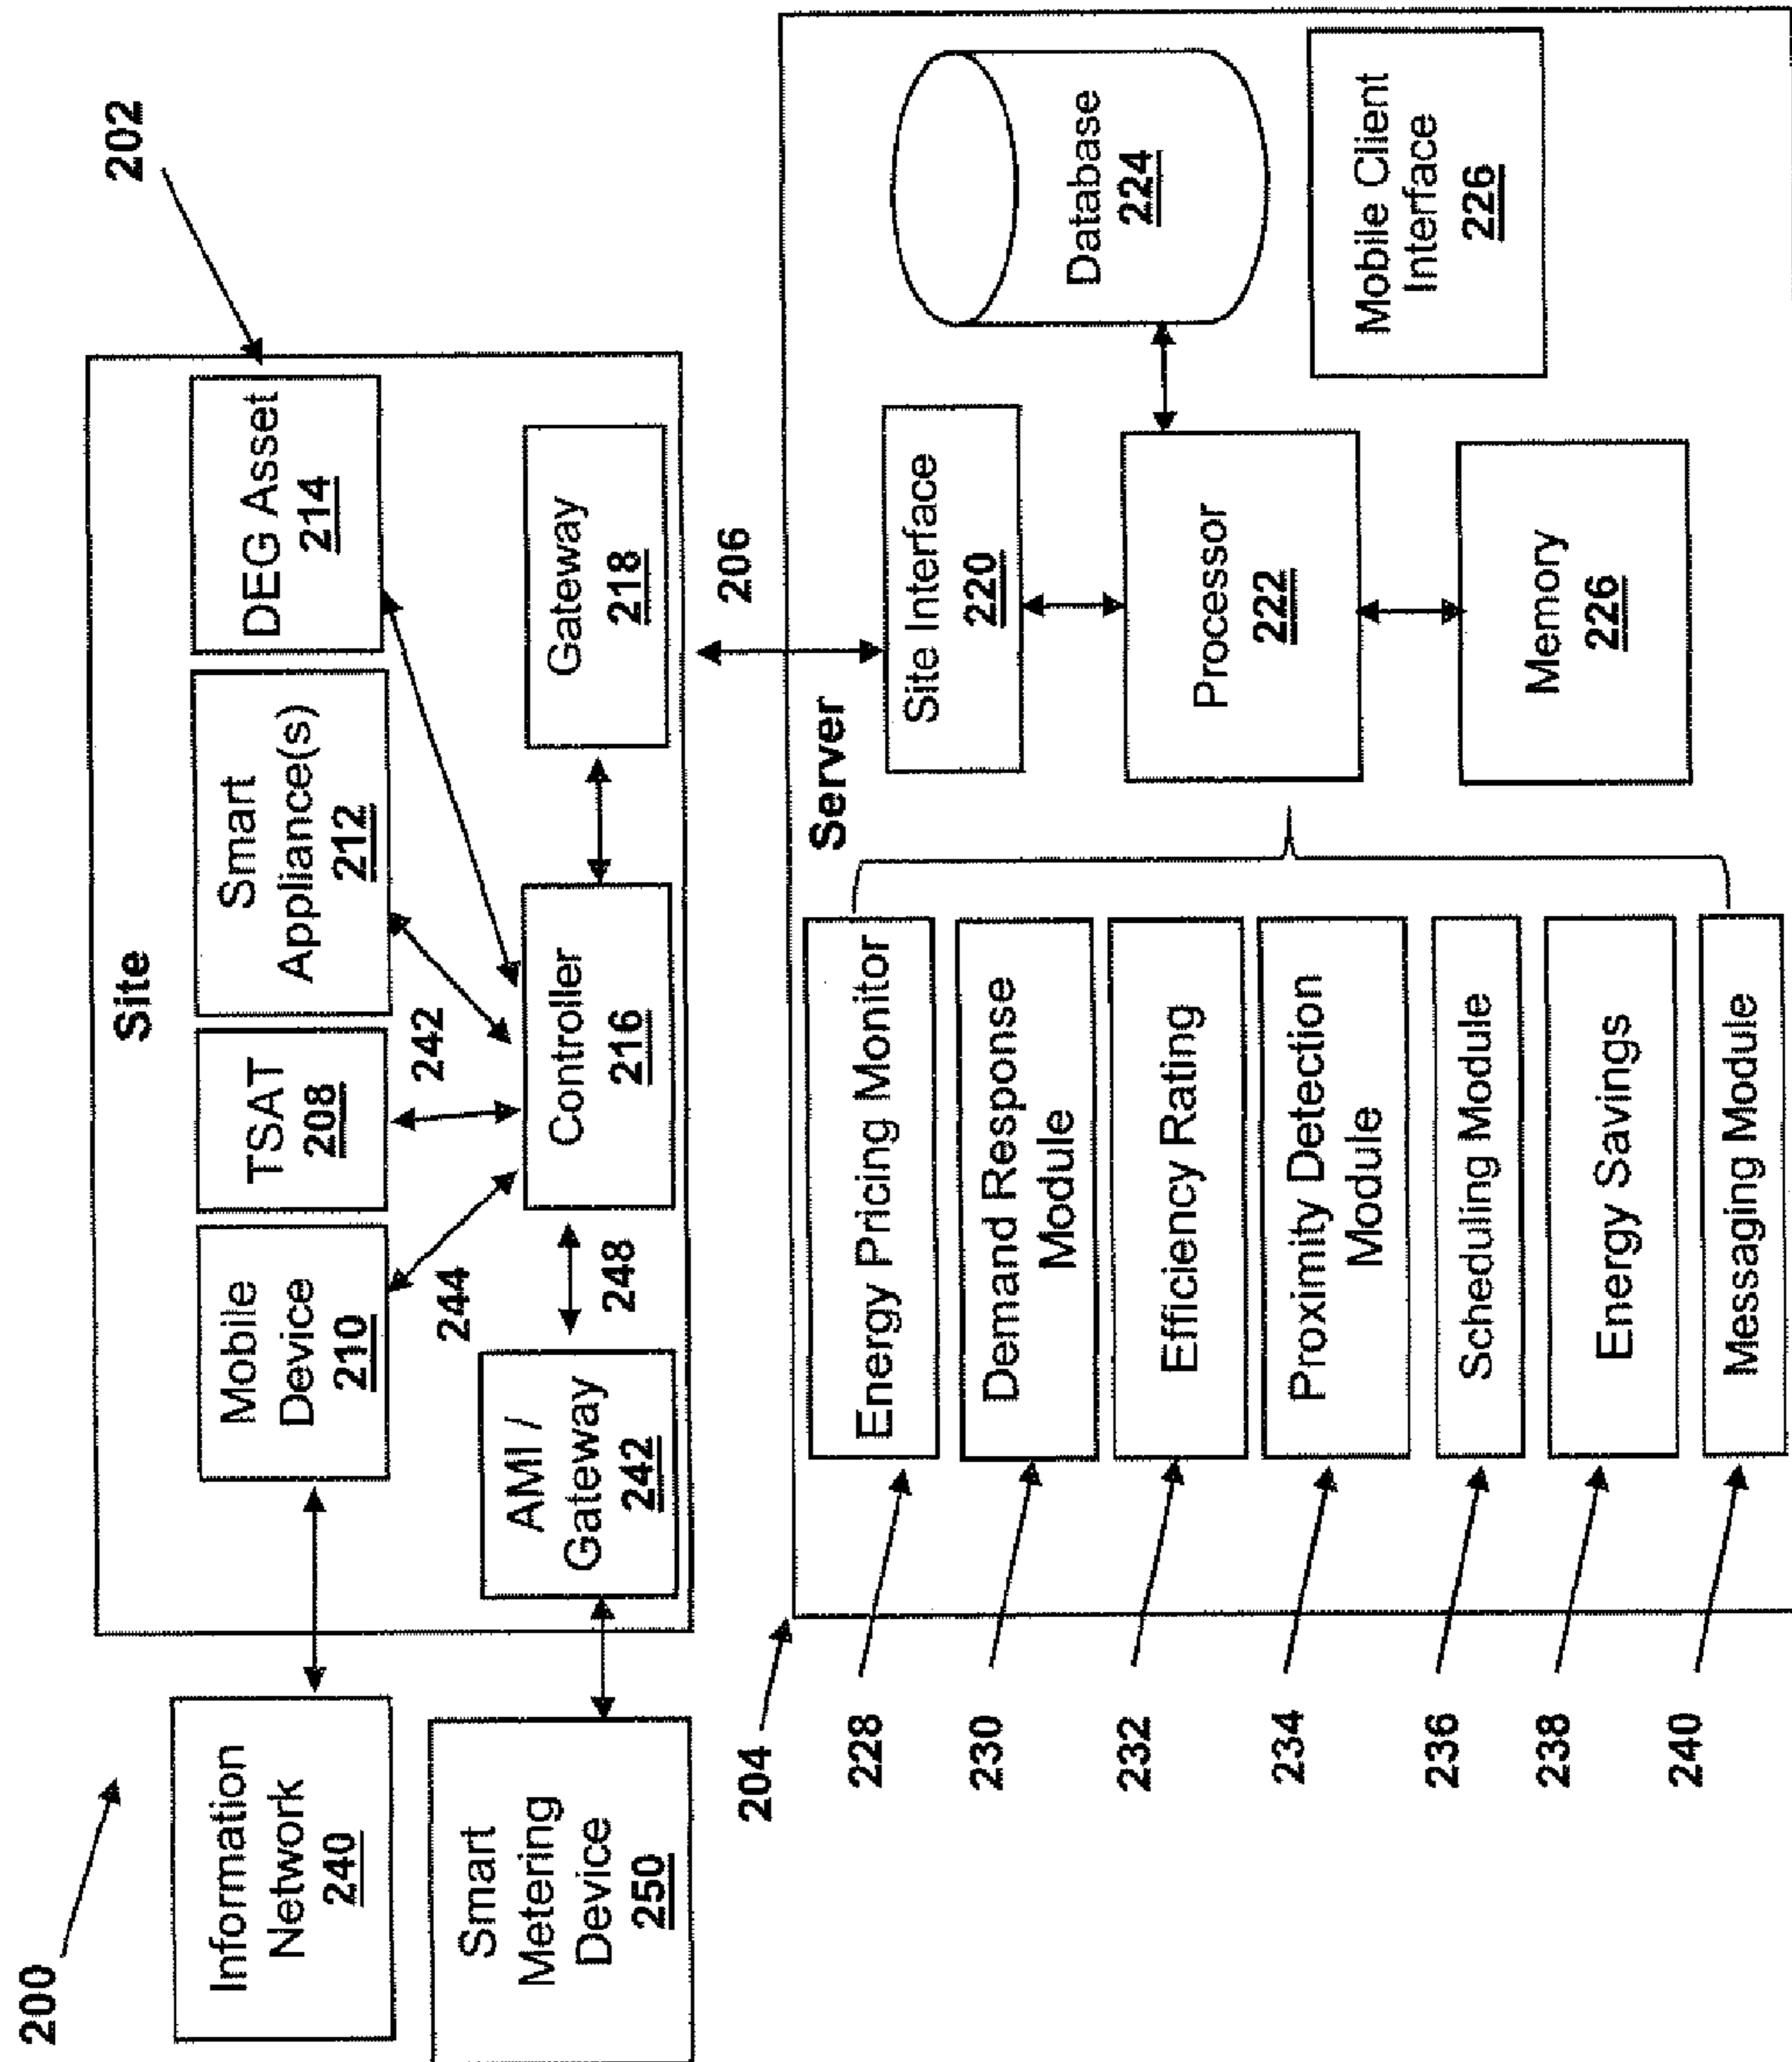 200
202
Site
Information
Network
240
Mobile
Device
210
TSAT
208
Smart
Appliance(s)
212
DEG Asset
214
244
242
Smart
Metering
Device
250
AMI /
Gateway
242
248
Controller
216
Gateway
218
206
204
Server
228
Energy Pricing Monitor
230
Demand Response
Module
232
Efficiency Rating
234
Proximity Detection
Module
236
Scheduling Module
238
Energy Savings
240
Messaging Module
Site Interface
220
Processor
222
Memory
226
Database
224
Mobile Client
Interface
226